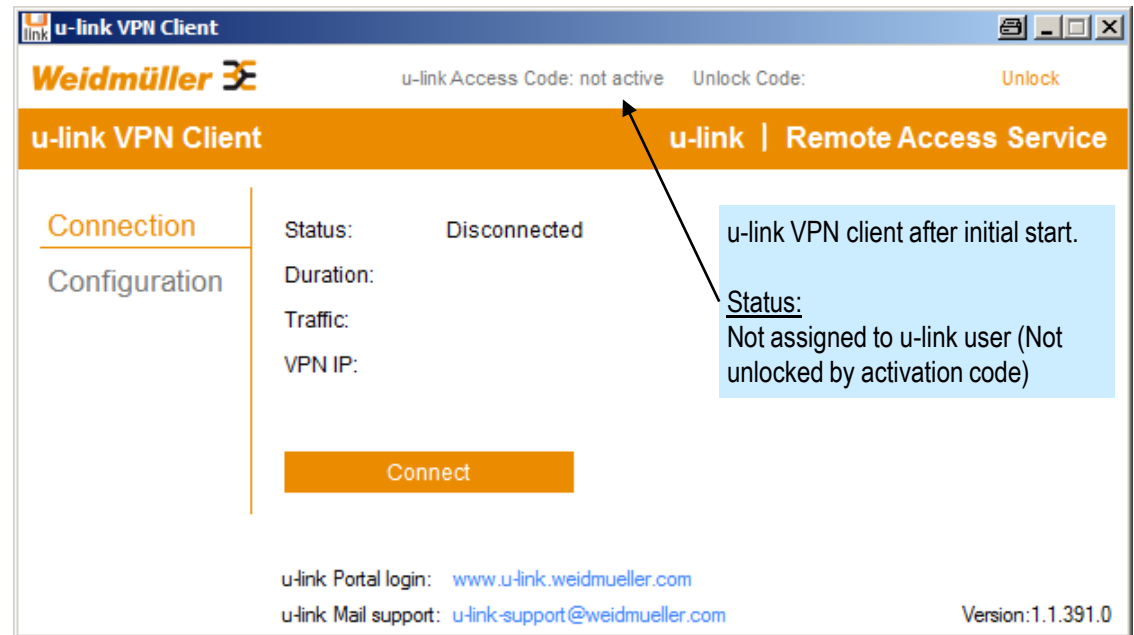 link u-link VPN Client
Weidmüller
u-link Access Code: not active Unlock Code: Unlock
u-link VPN Client u-link | Remote Access Service
Connection
Configuration
Status: Disconnected
Duration:
Traffic:
VPN IP:
u-link VPN client after initial start.
Status:
Not assigned to u-link user (Not
unlocked by activation code)
Connect
u-link Portal login: www.u-link.weidmueller.com
u-link Mail support: u-link-support@weidmueller.com Version:1.1.391.0